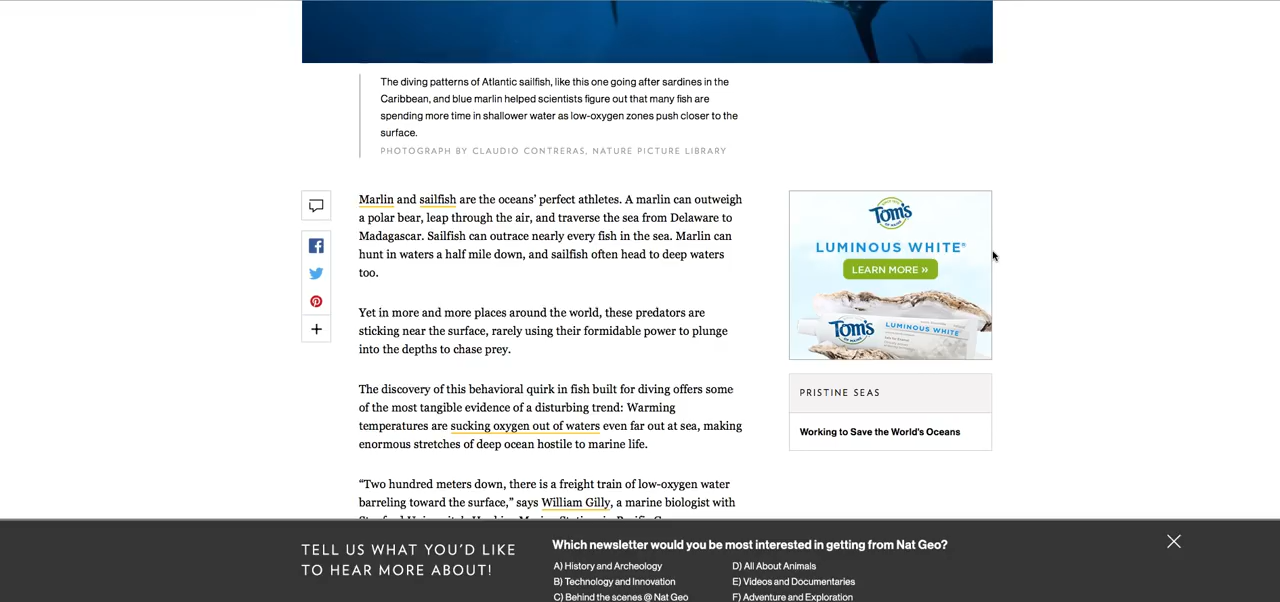 The diving patterns of Atlantic sailfish, like this one going after sardines in the
Caribbean, and blue marlin helped scientists figure out that many fish are
spending more time in shallower water as low-oxygen zones push closer to the
surface.
PHOTOGRAPH BY CLAUDIO CONTRERAS, NATURE PICTURE LIBRARY
Marlin and sailfish are the oceans’ perfect athletes. A marlin can outweigh
a polar bear, leap through the air, and traverse the sea from Delaware to
Madagascar. Sailfish can outrace nearly every fish in the sea. Marlin can
hunt in waters a half mile down, and sailfish often head to deep waters
too.
Yet in more and more places around the world, these predators are
sticking near the surface, rarely using their formidable power to plunge
into the depths to chase prey.
The discovery of this behavioral quirk in fish built for diving offers some
of the most tangible evidence of a disturbing trend: Warming
temperatures are sucking oxygen out of waters even far out at sea, making
enormous stretches of deep ocean hostile to marine life.
“Two hundred meters down, there is a freight train of low-oxygen water
barreling toward the surface,” says William Gilly, a marine biologist with
Tom's
OF MAINE
LUMINOUS WHITE®
LEARN MORE »
Tom's
OF MAINE
LUMINOUS WHITE
PRISTINE SEAS
Working to Save the World's Oceans
TELL US WHAT YOU'D LIKE
TO HEAR MORE ABOUT!
Which newsletter would you be most interested in getting from Nat Geo?
A) History and Archeology
B) Technology and Innovation
C) Behind the scenes @ Nat Geo
D) All About Animals
E) Videos and Documentaries
F) Adventure and Exploration